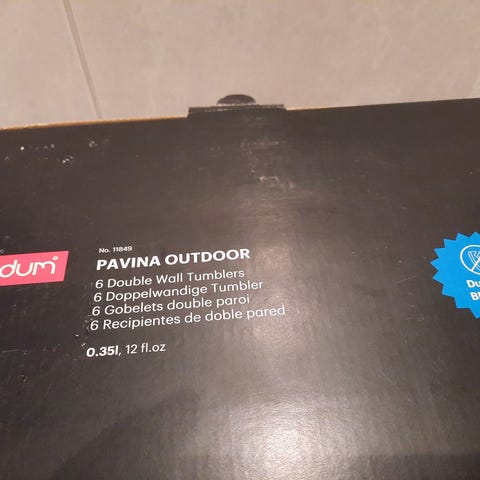 dum
No. 11849
PAVINA OUTDOOR
6 Double Wall Tumblers
6 Doppelwandige Tumbler
6 Gobelets double paroi
6 Recipientes de doble pared
0.35l, 12 fl.oz